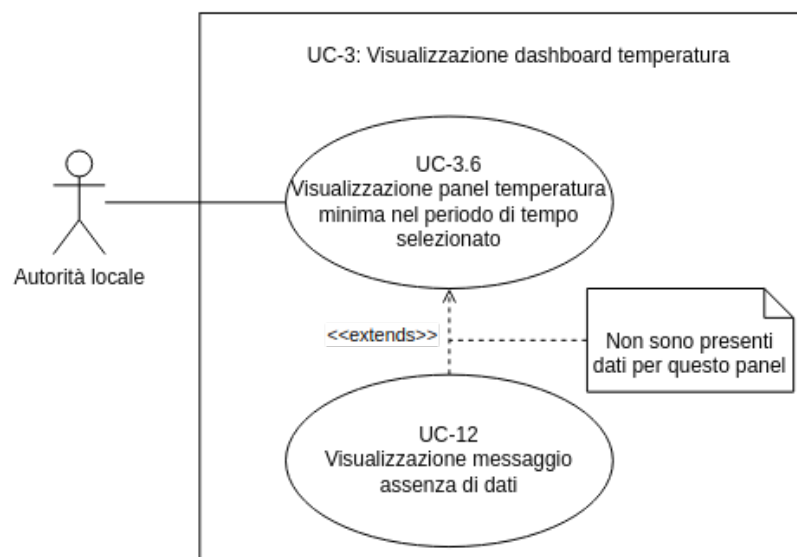 UC-3: Visualizzazione dashboard temperatura
UC-3.6
Visualizzazione panel temperatura
minima nel periodo di tempo
selezionato
Autorità locale
<<extends>>
Non sono presenti
dati per questo panel
UC-12
Visualizzazione messaggio
assenza di dati